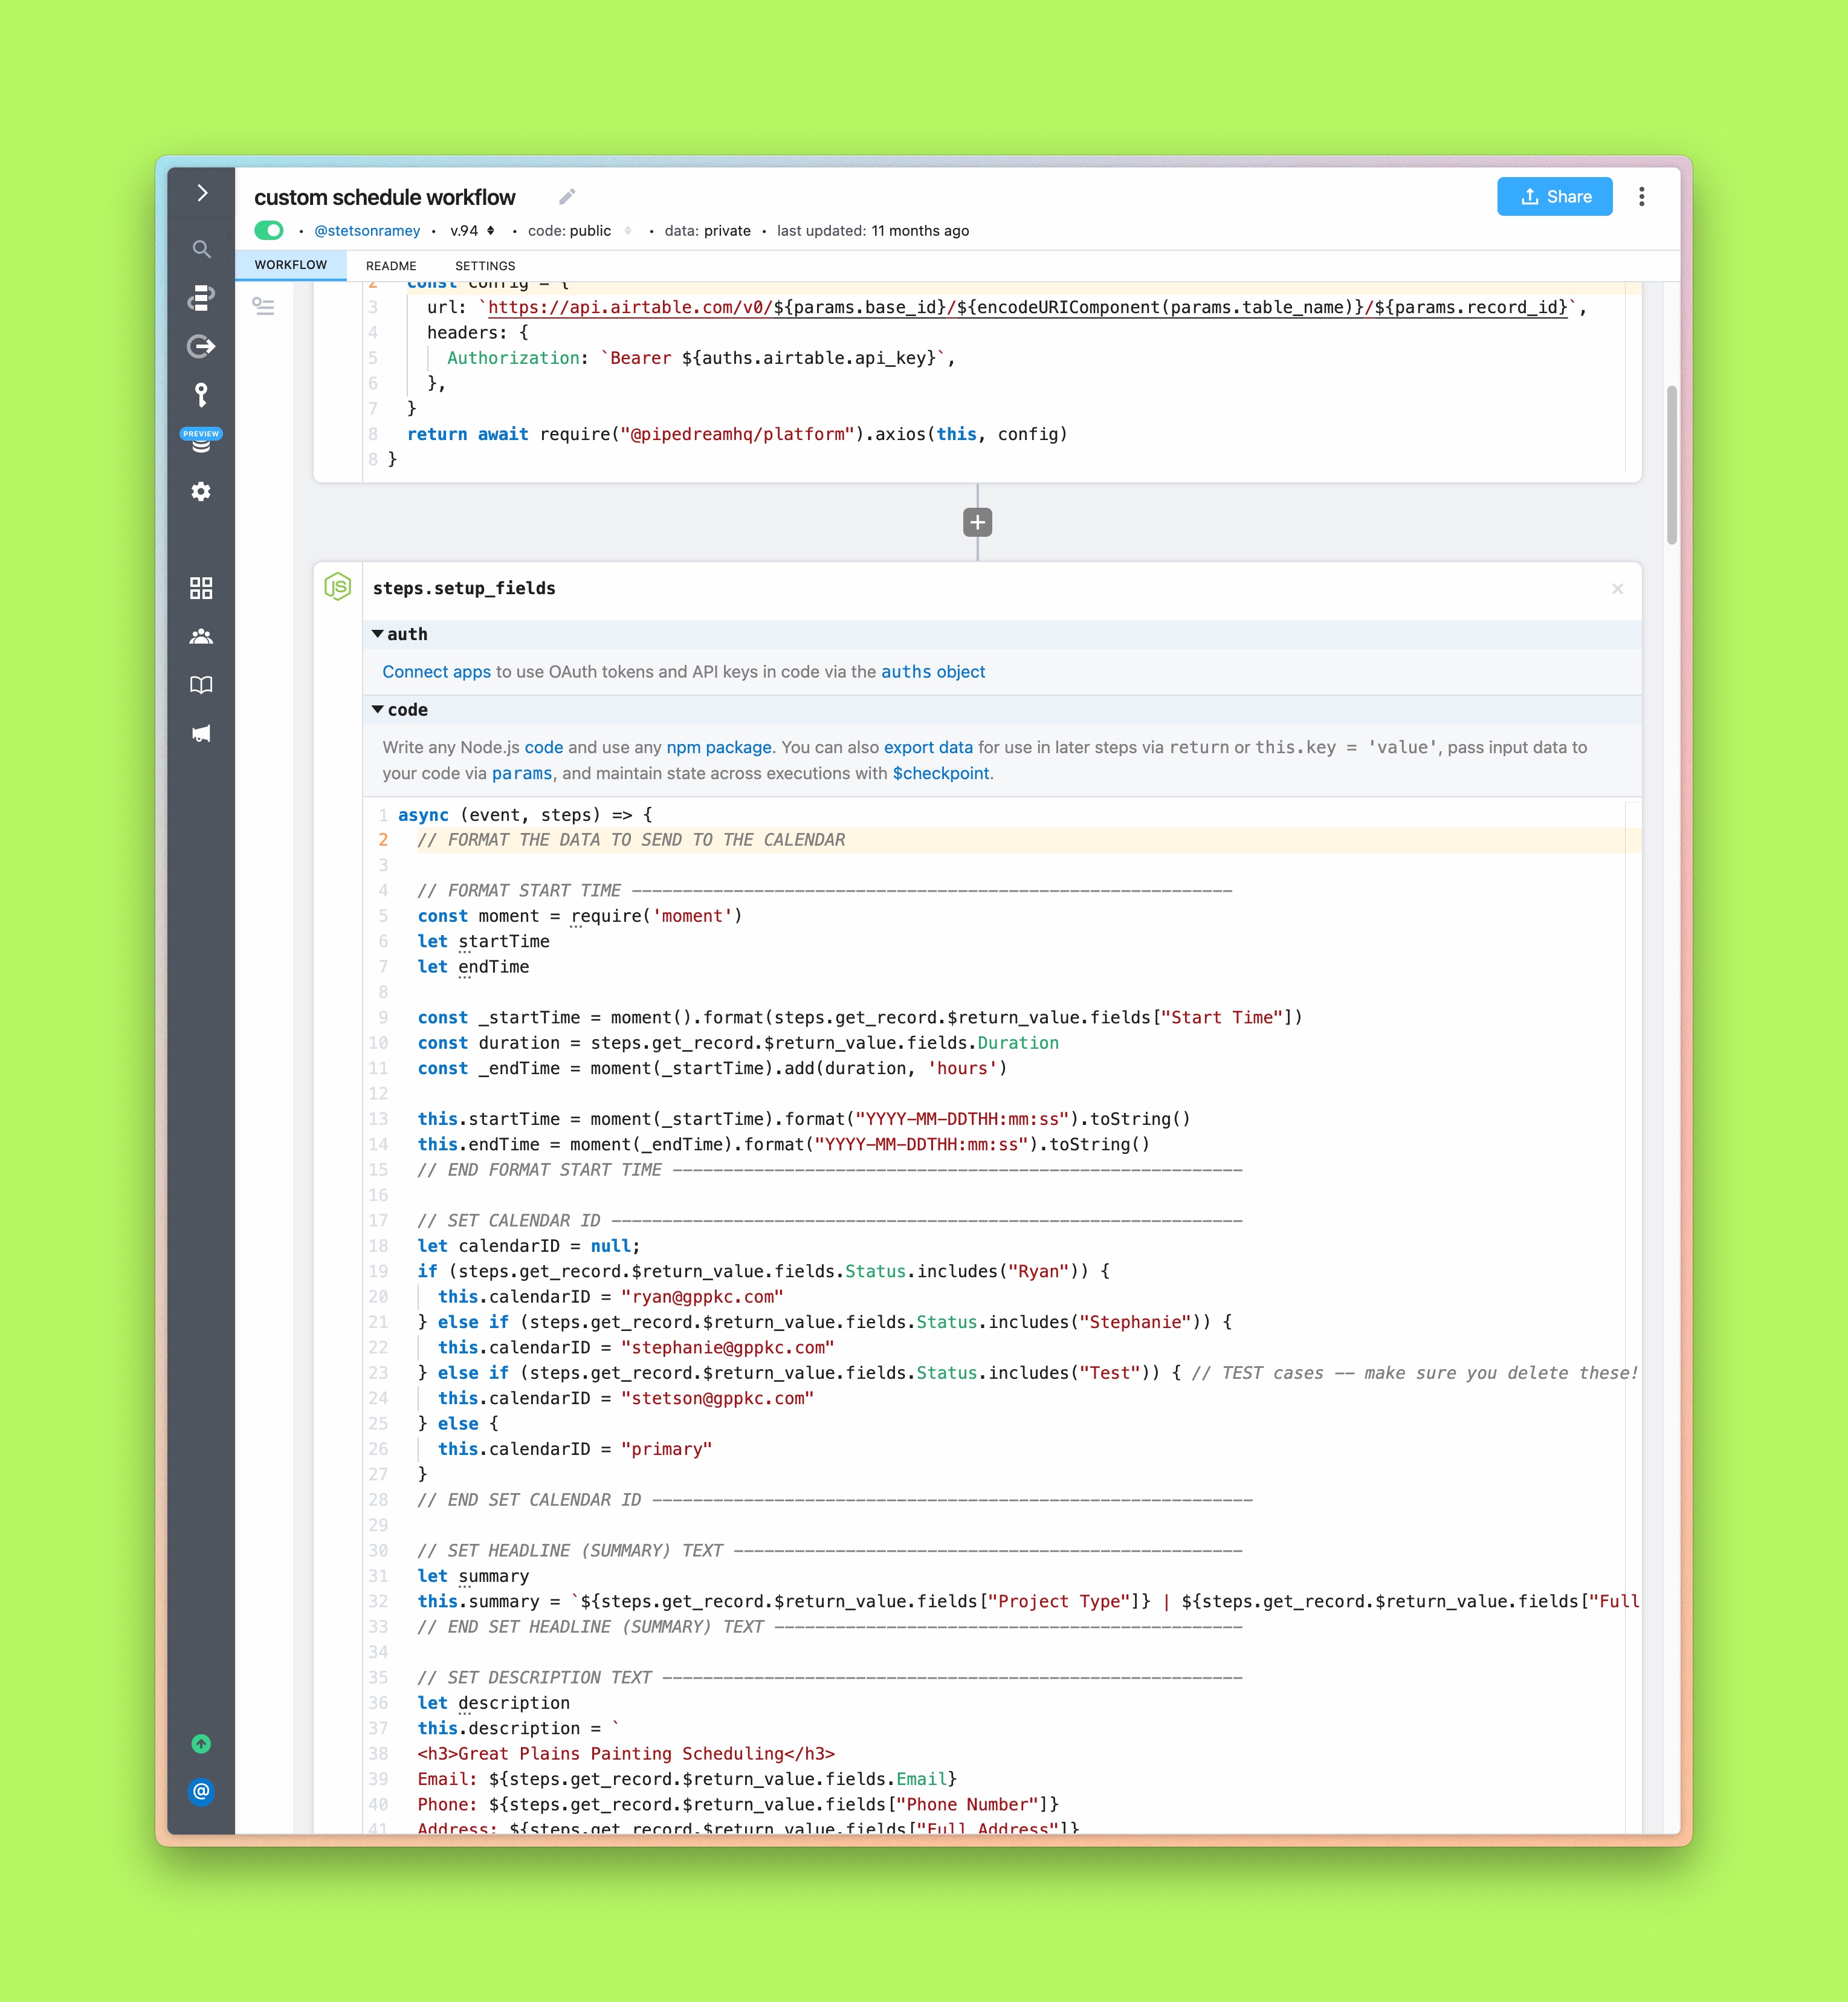 custom schedule workflow
Share
• @stetsonramey • v.94 • code: public • data: private • last updated: 11 months ago
WORKFLOW README SETTINGS
PREVIEW
2 const config = {
3 url: `https://api.airtable.com/v0/${params.base_id}/${encodeURIComponent(params.table_name)}/${params.record_id}`,
4 headers: {
5 Authorization: `Bearer ${auths.airtable.api_key}`,
6 },
7 }
8 return await require("@pipedreamhq/platform").axios(this, config)
8 }
+
JS steps.setup_fields ×
auth
Connect apps to use OAuth tokens and API keys in code via the auths object
code
Write any Node.js code and use any npm package. You can also export data for use in later steps via return or this.key = 'value', pass input data to
your code via params, and maintain state across executions with $checkpoint.
1 async (event, steps) => {
2 // FORMAT THE DATA TO SEND TO THE CALENDAR
3
4 // FORMAT START TIME -----------------------------------------------------------
5 const moment = require('moment')
6 let startTime
7 let endTime
8
9 const _startTime = moment().format(steps.get_record.$return_value.fields["Start Time"])
10 const duration = steps.get_record.$return_value.fields.Duration
11 const _endTime = moment(_startTime).add(duration, 'hours')
12
13 this.startTime = moment(_startTime).format("YYYY-MM-DDTHH:mm:ss").toString()
14 this.endTime = moment(_endTime).format("YYYY-MM-DDTHH:mm:ss").toString()
15 // END FORMAT START TIME --------------------------------------------------------
16
17 // SET CALENDAR ID --------------------------------------------------------------
18 let calendarID = null;
19 if (steps.get_record.$return_value.fields.Status.includes("Ryan")) {
20 this.calendarID = "ryan@gppkc.com"
21 } else if (steps.get_record.$return_value.fields.Status.includes("Stephanie")) {
22 this.calendarID = "stephanie@gppkc.com"
23 } else if (steps.get_record.$return_value.fields.Status.includes("Test")) { // TEST cases -- make sure you delete these!
24 this.calendarID = "stetson@gppkc.com"
25 } else {
26 this.calendarID = "primary"
27 }
28 // END SET CALENDAR ID -----------------------------------------------------------
29
30 // SET HEADLINE (SUMMARY) TEXT --------------------------------------------------
31 let summary
32 this.summary = `${steps.get_record.$return_value.fields["Project Type"]} | ${steps.get_record.$return_value.fields["Full
33 // END SET HEADLINE (SUMMARY) TEXT ----------------------------------------------
34
35 // SET DESCRIPTION TEXT ---------------------------------------------------------
36 let description
37 this.description = `
38 <h3>Great Plains Painting Scheduling</h3>
39 Email: ${steps.get_record.$return_value.fields.Email}
40 Phone: ${steps.get_record.$return_value.fields["Phone Number"]}
41 Address: ${steps.get_record.$return_value.fields["Full Address"]}
@